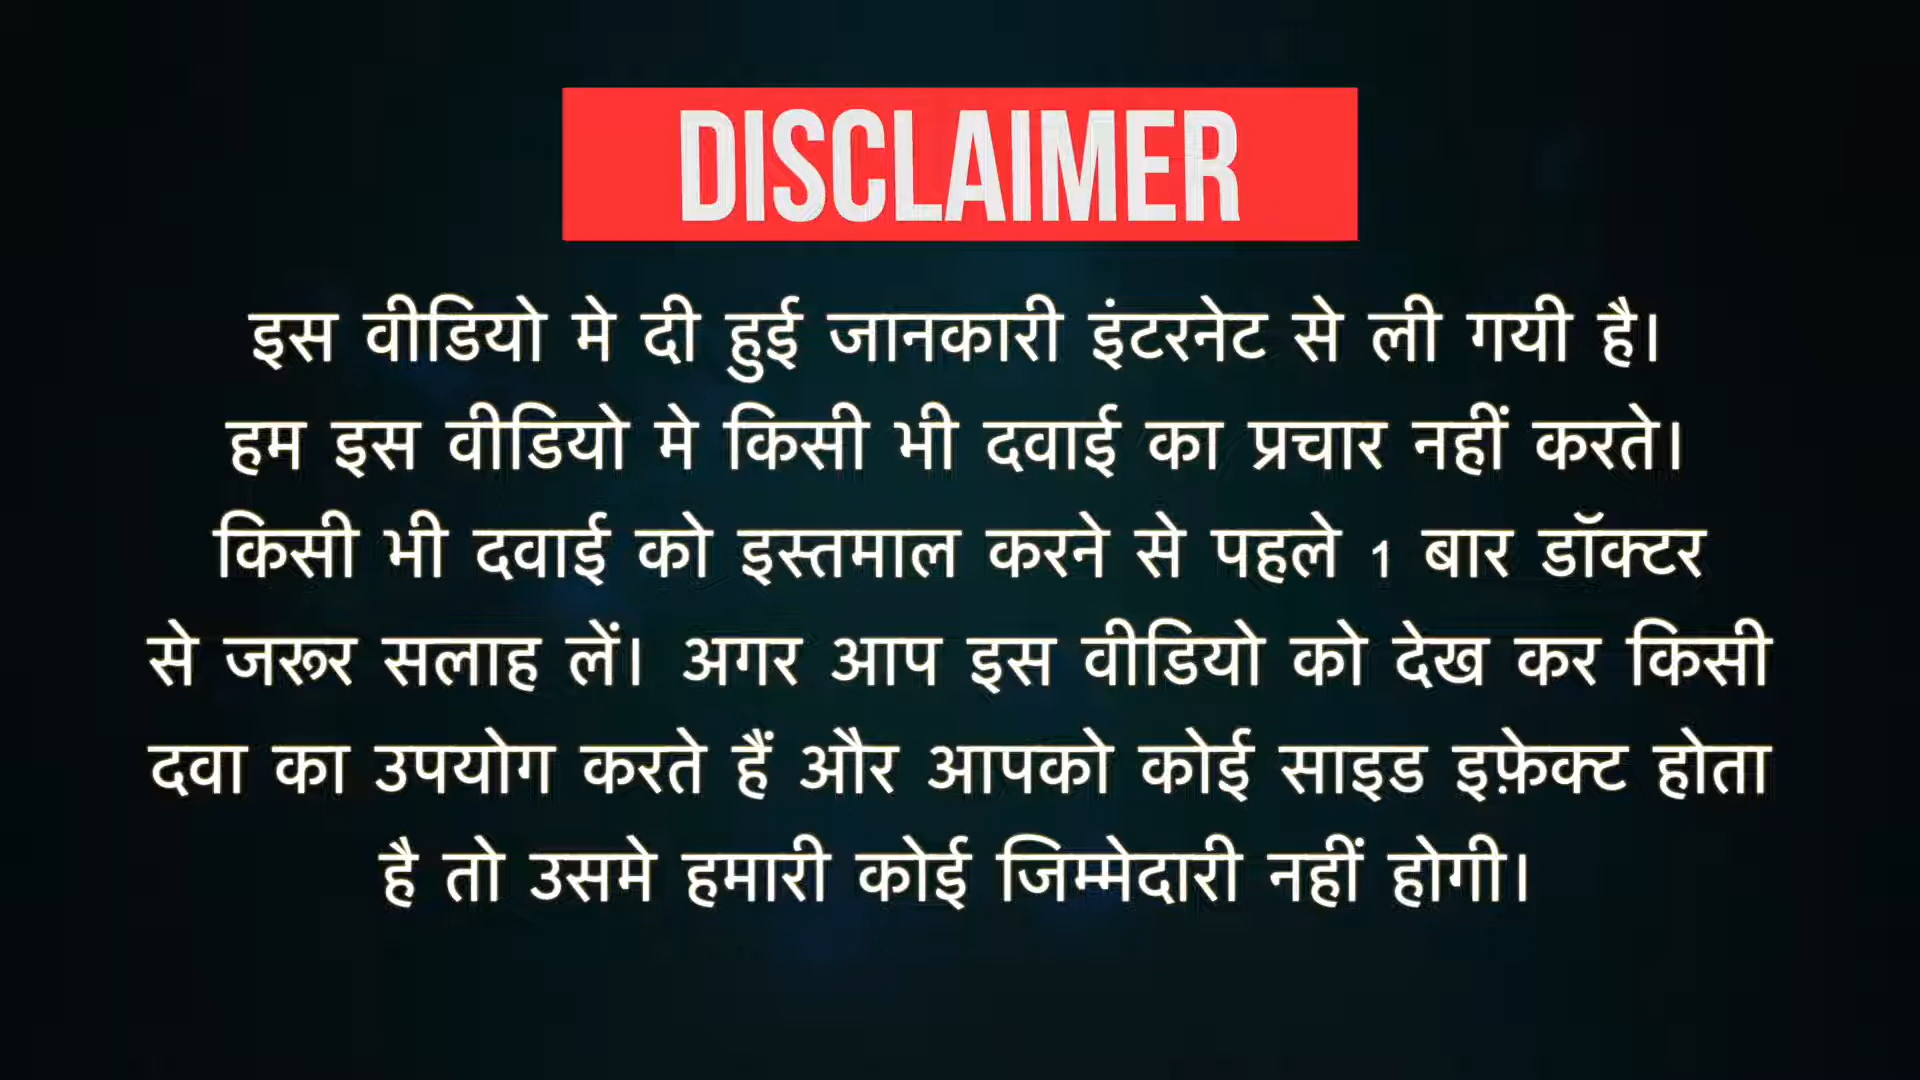 DISCLAIMER
इस वीडियो मे दी हुई जानकारी इंटरनेट से ली गयी है।
हम इस वीडियो मे किसी भी दवाई का प्रचार नहीं करते।
किसी भी दवाई को इस्तमाल करने से पहले 1 बार डॉक्टर
से जरूर सलाह लें। अगर आप इस वीडियो को देख कर किसी
दवा का उपयोग करते हैं और आपको कोई साइड इफ़ेक्ट होता
है तो उसमे हमारी कोई जिम्मेदारी नहीं होगी।